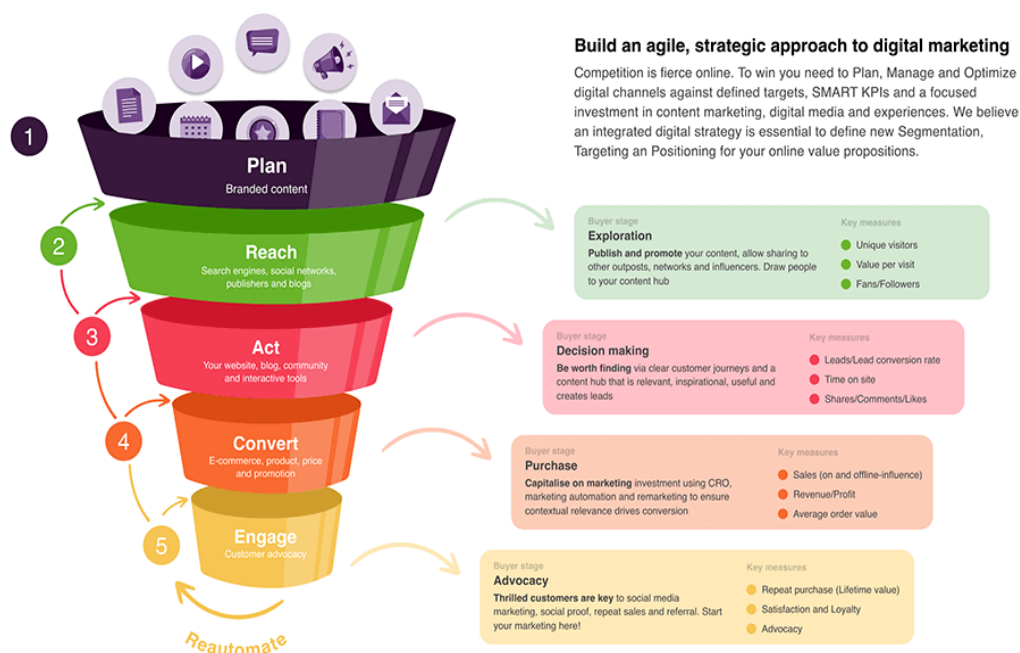 Build an agile, strategic approach to digital marketing
Competition is fierce online. To win you need to Plan, Manage and Optimize
digital channels against defined targets, SMART KPIs and a focused
investment in content marketing, digital media and experiences. We believe
an integrated digital strategy is essential to define new Segmentation,
Targeting an Positioning for your online value propositions.
1
Plan
Branded content
2
Reach
Search engines, social networks,
publishers and blogs
Buyer stage
Exploration
Publish and promote your content, allow sharing to
other outposts, networks and influencers. Draw people
to your content hub
Key measures
Unique visitors
Value per visit
Fans/Followers
3
Act
Your website, blog, community
and interactive tools
Buyer stage
Decision making
Be worth finding via clear customer journeys and a
content hub that is relevant, inspirational, useful and
creates leads
Key measures
Leads/Lead conversion rate
Time on site
Shares/Comments/Likes
4
Convert
E-commerce, product, price
and promotion
Buyer stage
Purchase
Capitalise on marketing investment using CRO,
marketing automation and remarketing to ensure
contextual relevance drives conversion
Key measures
Sales (on and offline-influence)
Revenue/Profit
Average order value
5
Engage
Customer advocacy
Buyer stage
Advocacy
Thrilled customers are key to social media
marketing, social proof, repeat sales and referral. Start
your marketing here!
Key measures
Repeat purchase (Lifetime value)
Satisfaction and Loyalty
Advocacy
Reautomate